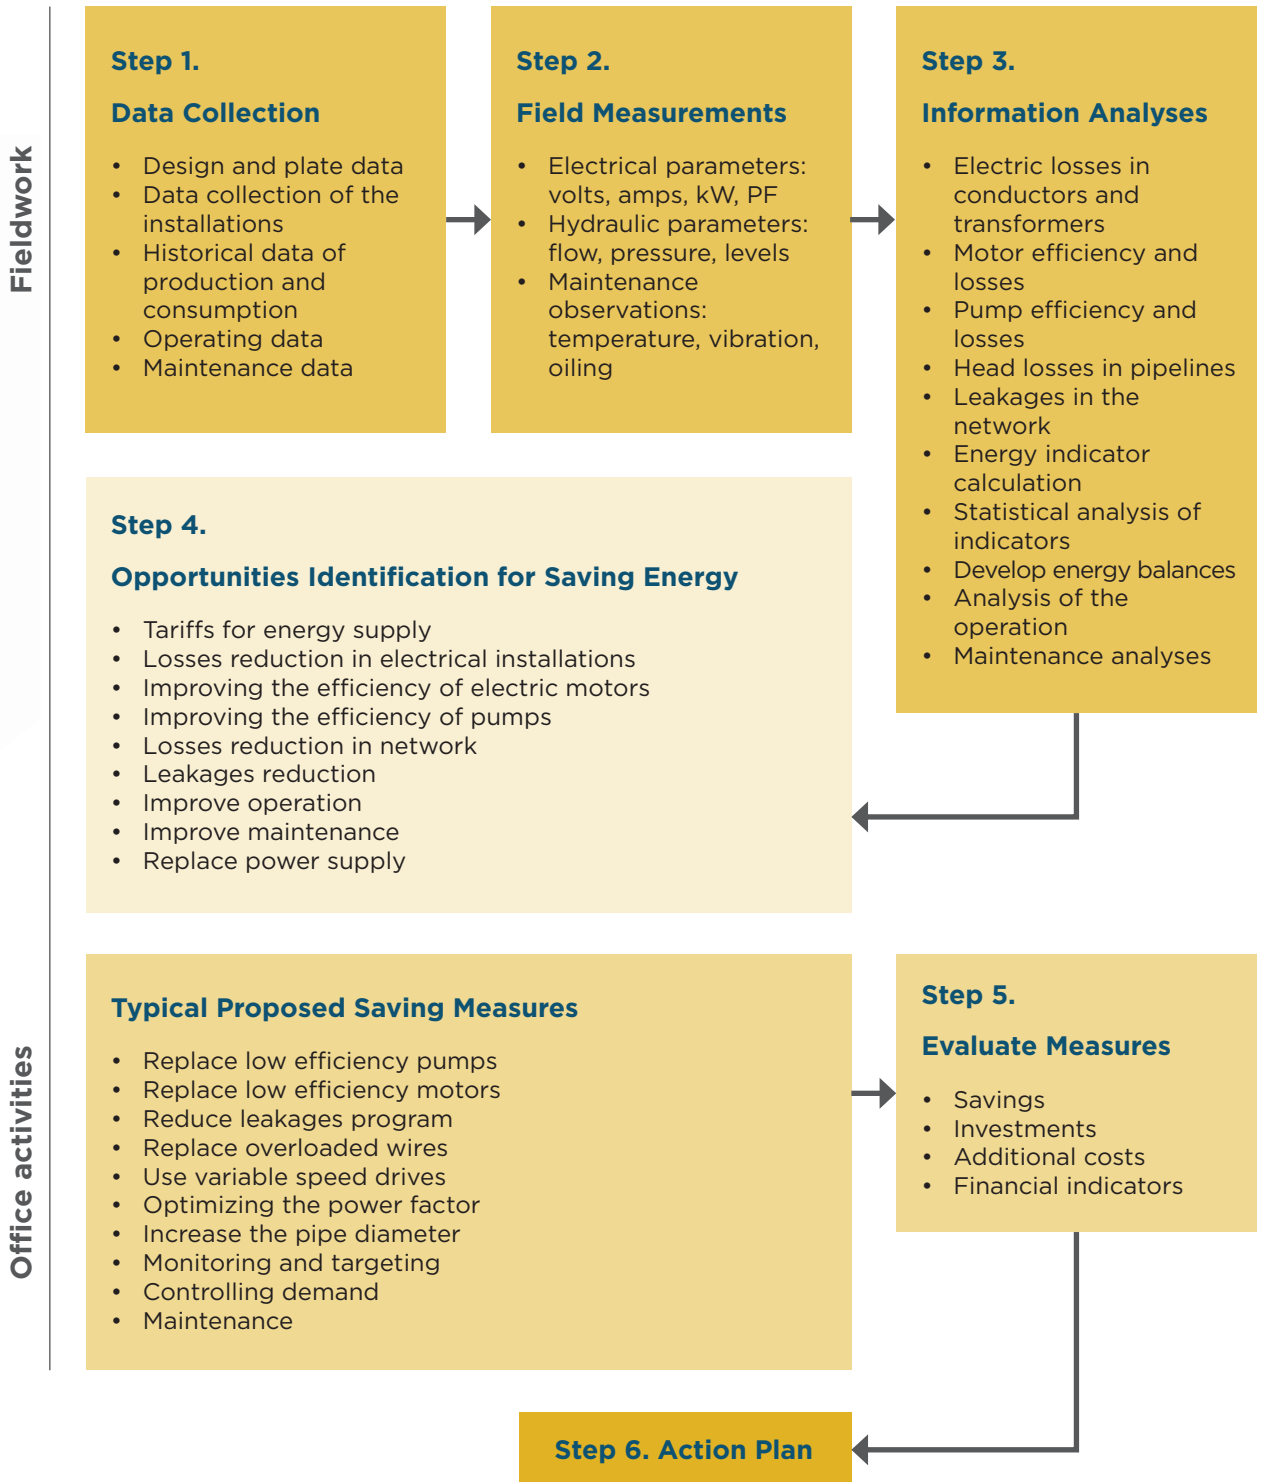 Fieldwork
Step 1.
Data Collection
• Design and plate data
• Data collection of the
installations
• Historical data of
production and
consumption
• Operating data
• Maintenance data
Step 2.
Field Measurements
• Electrical parameters:
volts, amps, kW, PF
• Hydraulic parameters:
flow, pressure, levels
• Maintenance
observations:
temperature, vibration,
oiling
Step 3.
Information Analyses
• Electric losses in
conductors and
transformers
• Motor efficiency and
losses
• Pump efficiency and
losses
• Head losses in pipelines
• Leakages in the
network
• Energy indicator
calculation
• Statistical analysis of
indicators
• Develop energy balances
• Analysis of the
operation
• Maintenance analyses
Step 4.
Opportunities Identification for Saving Energy
• Tariffs for energy supply
• Losses reduction in electrical installations
• Improving the efficiency of electric motors
• Improving the efficiency of pumps
• Losses reduction in network
• Leakages reduction
• Improve operation
• Improve maintenance
• Replace power supply
Office activities
Typical Proposed Saving Measures
• Replace low efficiency pumps
• Replace low efficiency motors
• Reduce leakages program
• Replace overloaded wires
• Use variable speed drives
• Optimizing the power factor
• Increase the pipe diameter
• Monitoring and targeting
• Controlling demand
• Maintenance
Step 5.
Evaluate Measures
• Savings
• Investments
• Additional costs
• Financial indicators
Step 6. Action Plan